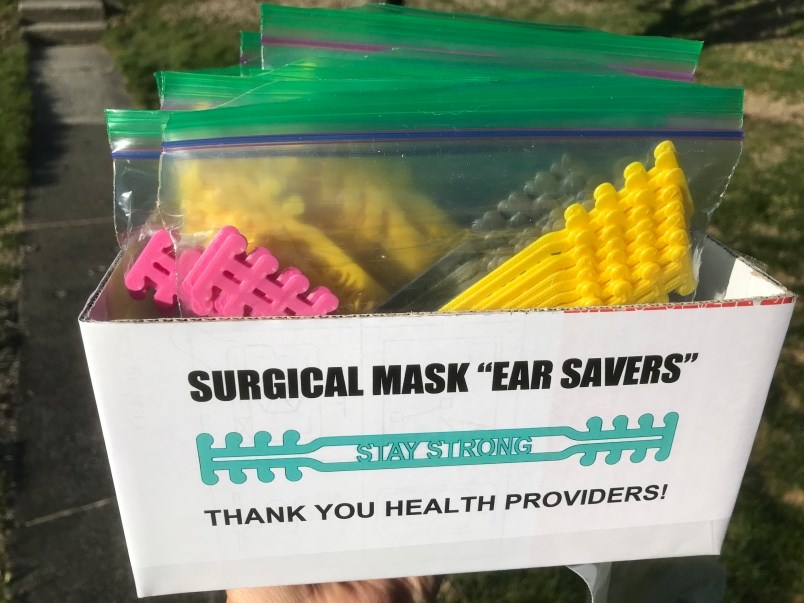 SURGICAL MASK “EAR SAVERS”
STAY STRONG
THANK YOU HEALTH PROVIDERS!